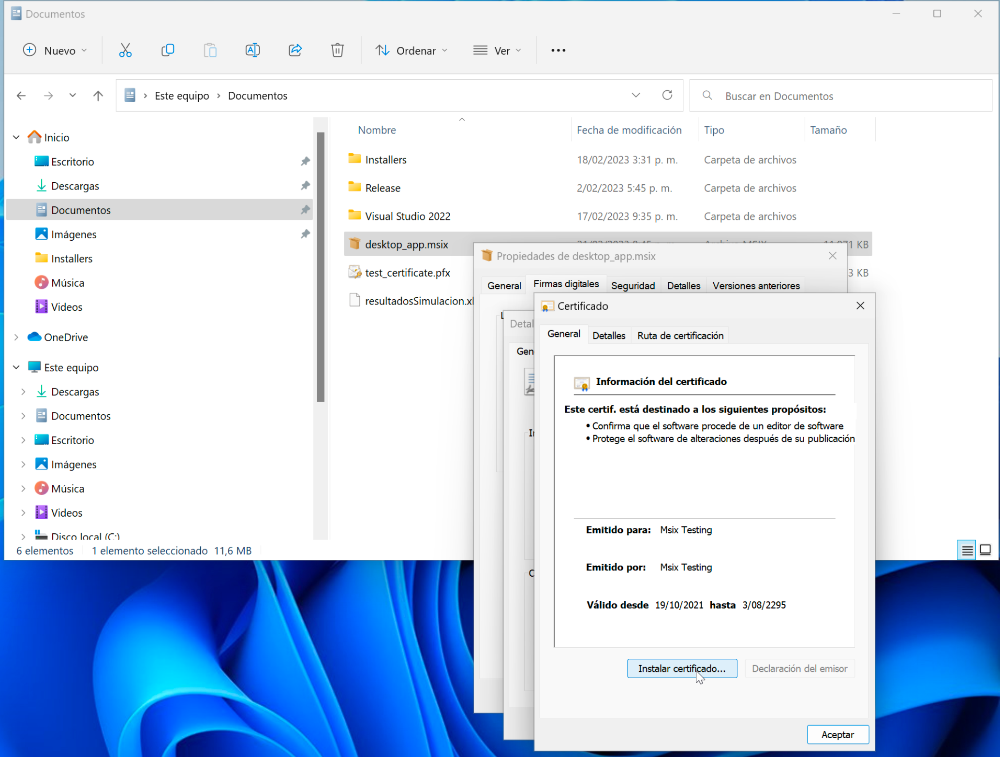 Documentos
Nuevo
Ordenar
Ver
Este equipo > Documentos
Buscar en Documentos
Inicio
Escritorio
Descargas
Documentos
Imágenes
Installers
Música
Videos
OneDrive
Este equipo
Descargas
Documentos
Escritorio
Imágenes
Música
Videos
Disco local (C:)
Nombre Fecha de modificación Tipo Tamaño
Installers 18/02/2023 3:31 p. m. Carpeta de archivos
Release 2/02/2023 5:45 p. m. Carpeta de archivos
Visual Studio 2022 17/02/2023 9:35 p. m. Carpeta de archivos
desktop_app.msix 1 KB
test_certificate.pfx 3 KB
resultadosSimulacion.xl
6 elementos 1 elemento seleccionado 11,6 MB
Propiedades de desktop_app.msix
General Firmas digitales Seguridad Detalles Versiones anteriores
Detal
Gen
Certificado
General Detalles Ruta de certificación
Información del certificado
Este certif. está destinado a los siguientes propósitos:
• Confirma que el software procede de un editor de software
• Protege el software de alteraciones después de su publicación
Emitido para: Msix Testing
Emitido por: Msix Testing
Válido desde 19/10/2021 hasta 3/08/2295
Instalar certificado... Declaración del emisor
Aceptar